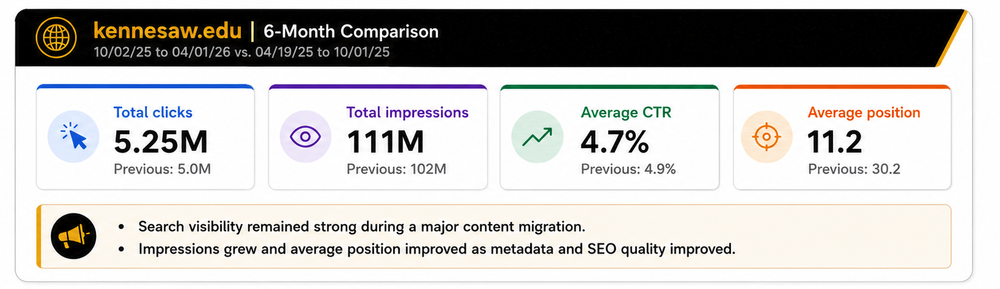 kennesaw.edu | 6-Month Comparison
10/02/25 to 04/01/26 vs. 04/19/25 to 10/01/25
Total clicks
5.25M
Previous: 5.0M
Total impressions
111M
Previous: 102M
Average CTR
4.7%
Previous: 4.9%
Average position
11.2
Previous: 30.2
• Search visibility remained strong during a major content migration.
• Impressions grew and average position improved as metadata and SEO quality improved.